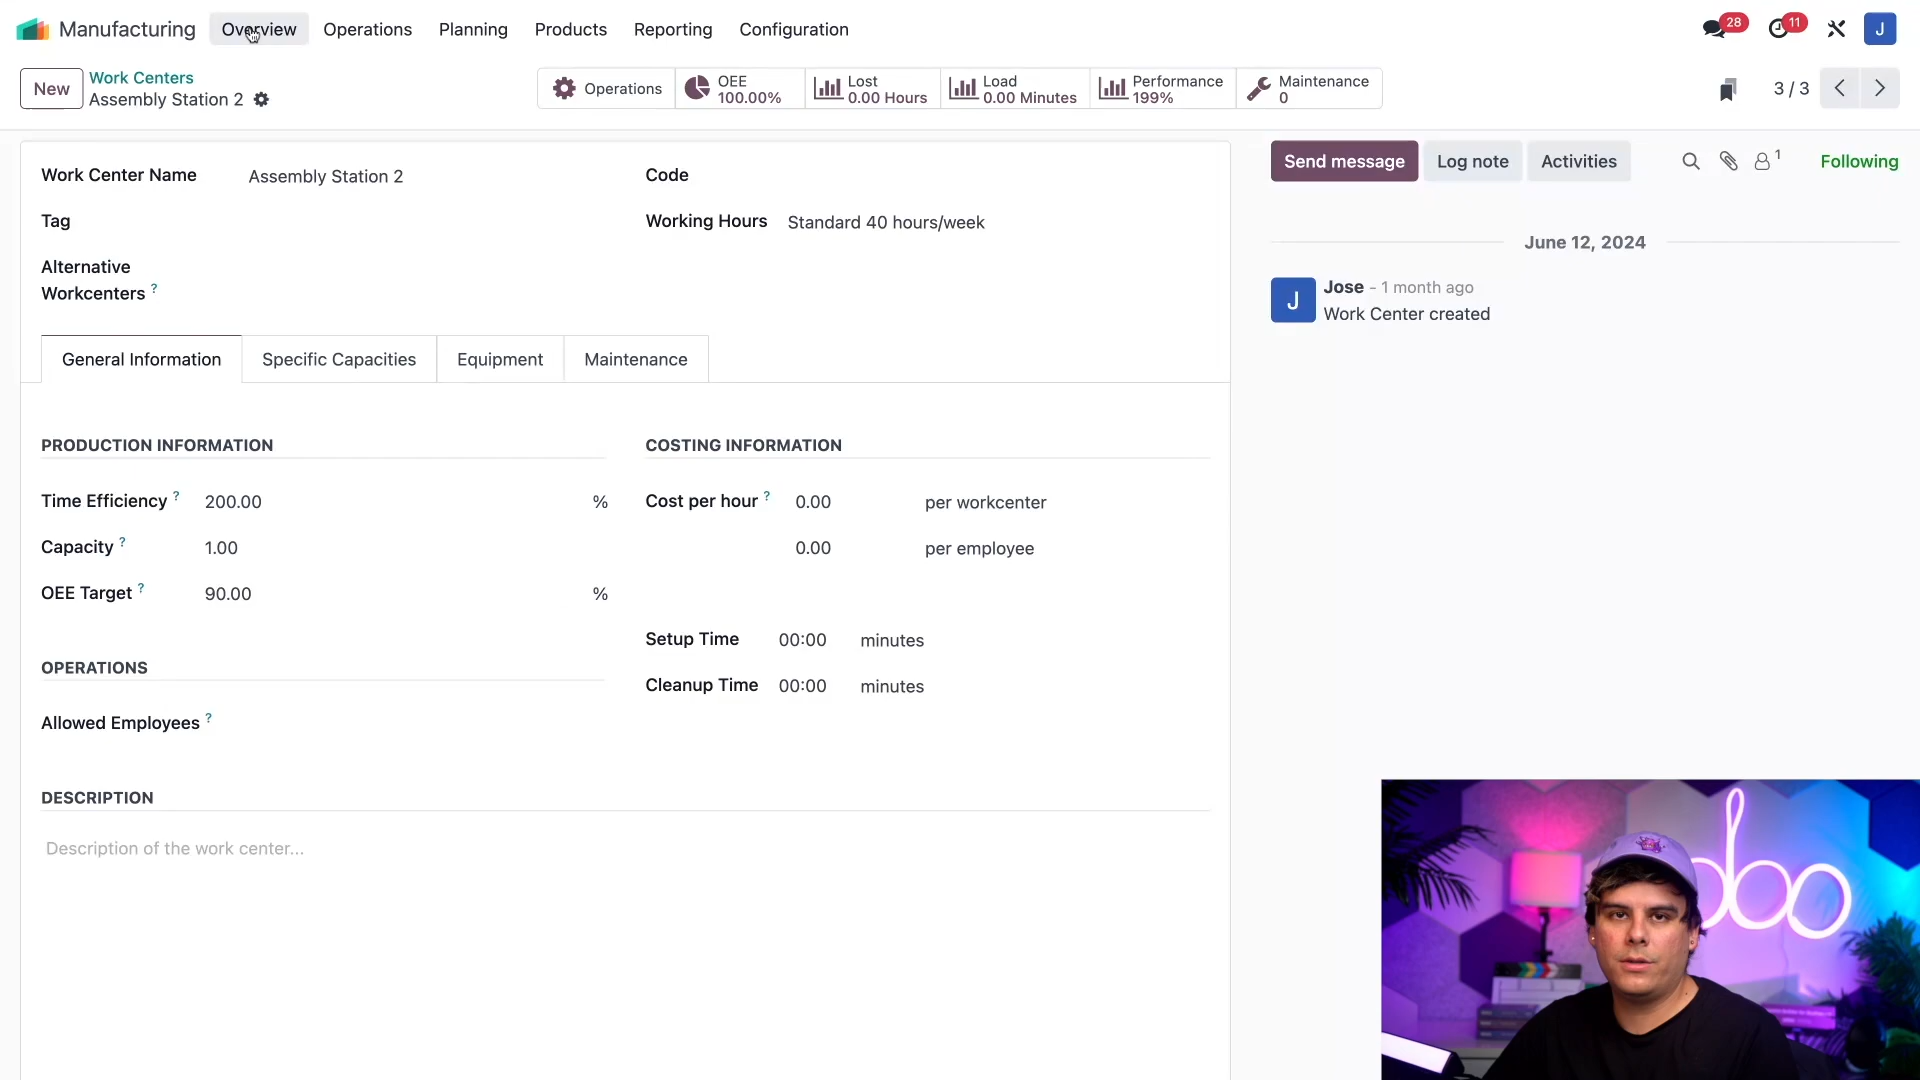 Manufacturing Overview Operations Planning Products Reporting Configuration 28 11 J
New Work Centers
Assembly Station 2
Operations OEE 100.00% Lost 0.00 Hours Load 0.00 Minutes Performance 199% Maintenance 0
3 / 3
Work Center Name Assembly Station 2 Code
Tag Working Hours Standard 40 hours/week
Alternative
Workcenters ?
General Information Specific Capacities Equipment Maintenance
PRODUCTION INFORMATION
Time Efficiency ? 200.00 %
Capacity ? 1.00
OEE Target ? 90.00 %
OPERATIONS
Allowed Employees ?
COSTING INFORMATION
Cost per hour ? 0.00 per workcenter
0.00 per employee
Setup Time 00:00 minutes
Cleanup Time 00:00 minutes
DESCRIPTION
Description of the work center...
Send message Log note Activities 1 Following
June 12, 2024
J Jose - 1 month ago
Work Center created